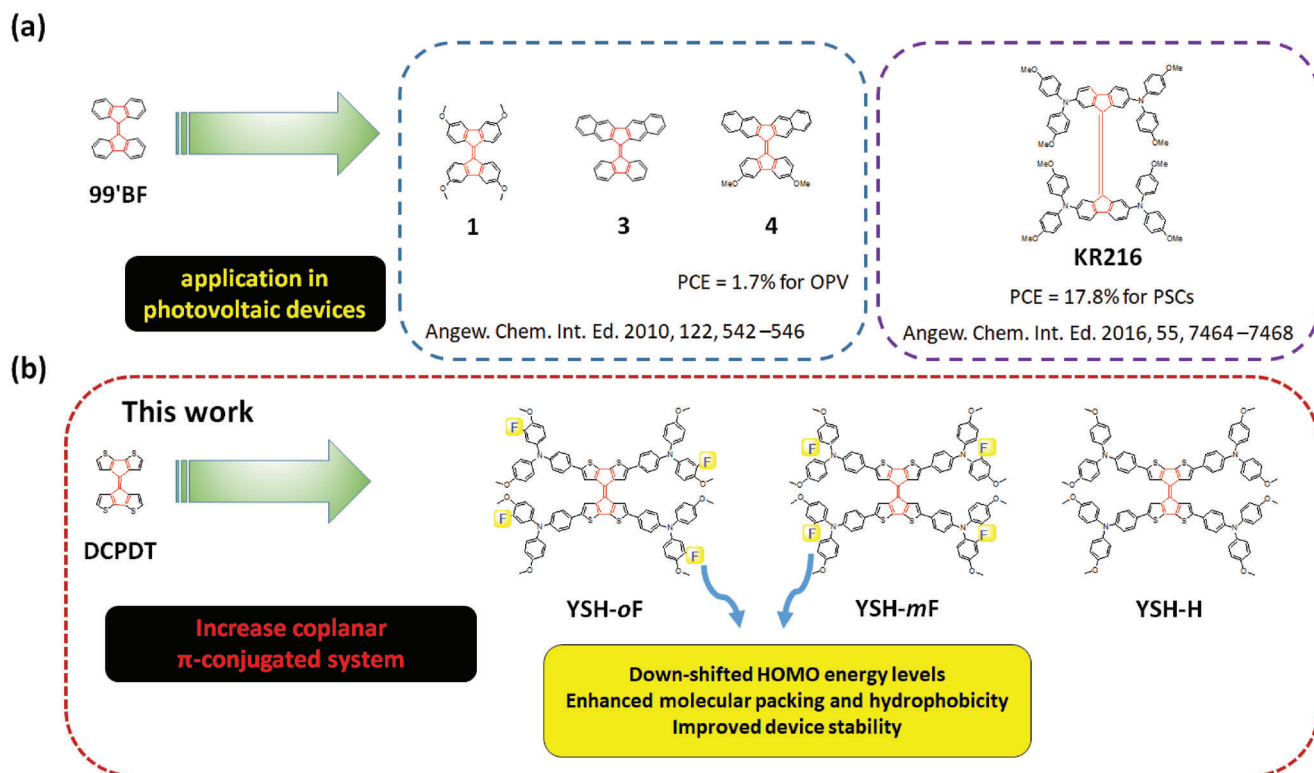 (a)
99'BF
application in
photovoltaic devices
1
3
4
PCE = 1.7% for OPV
Angew. Chem. Int. Ed. 2010, 122, 542–546
KR216
PCE = 17.8% for PSCs
Angew. Chem. Int. Ed. 2016, 55, 7464–7468
(b)
This work
DCPDT
Increase coplanar
π-conjugated system
YSH-oF
YSH-mF
YSH-H
Down-shifted HOMO energy levels
Enhanced molecular packing and hydrophobicity
Improved device stability